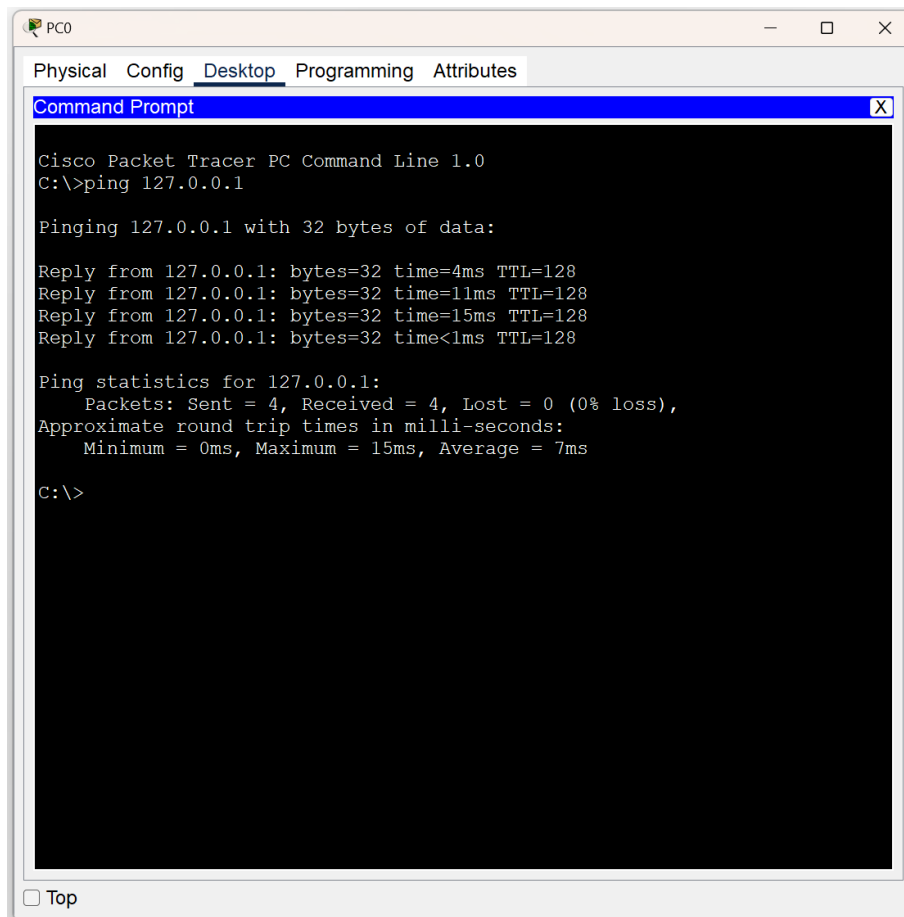 PC0
Physical Config Desktop Programming Attributes
Command Prompt X
Cisco Packet Tracer PC Command Line 1.0
C:\>ping 127.0.0.1
Pinging 127.0.0.1 with 32 bytes of data:
Reply from 127.0.0.1: bytes=32 time=4ms TTL=128
Reply from 127.0.0.1: bytes=32 time=11ms TTL=128
Reply from 127.0.0.1: bytes=32 time=15ms TTL=128
Reply from 127.0.0.1: bytes=32 time<1ms TTL=128
Ping statistics for 127.0.0.1:
Packets: Sent = 4, Received = 4, Lost = 0 (0% loss),
Approximate round trip times in milli-seconds:
Minimum = 0ms, Maximum = 15ms, Average = 7ms
C:\>
Top